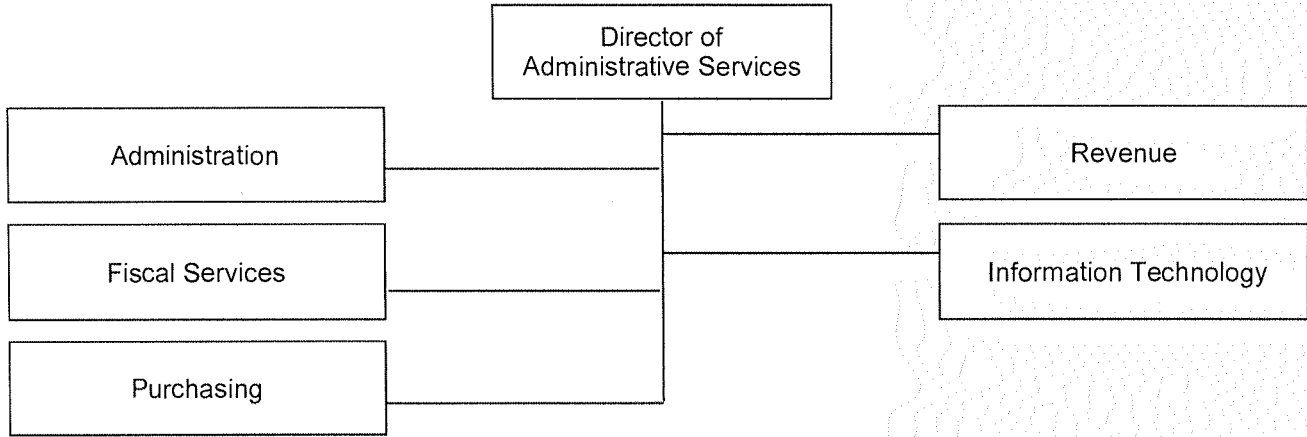 Director of
Administrative Services
Administration
Revenue
Fiscal Services
Information Technology
Purchasing